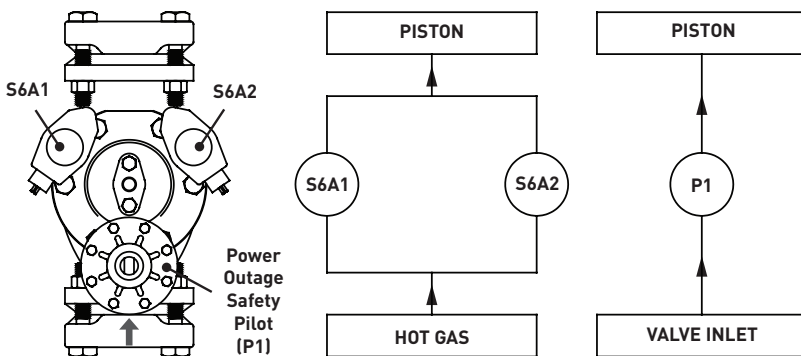 S6A1
S6A2
Power
Outage
Safety
Pilot
(P1)
PISTON
S6A1
S6A2
HOT GAS
PISTON
P1
VALVE INLET